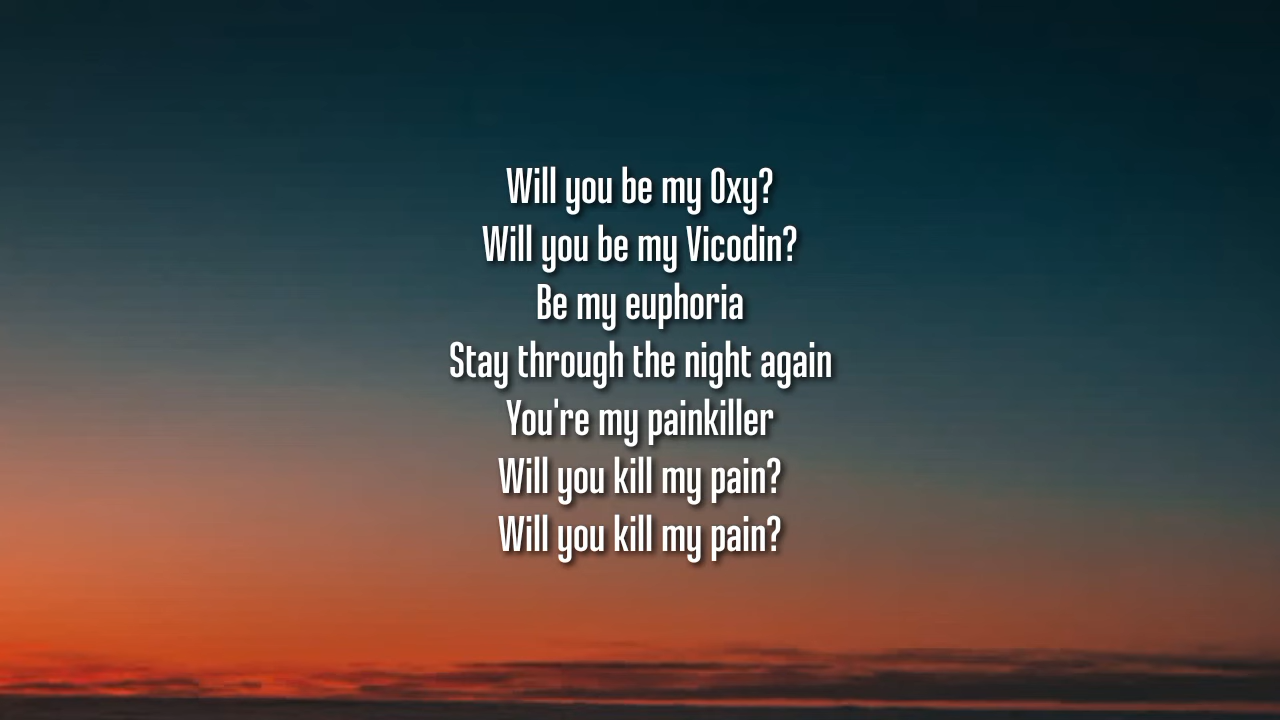 Will you be my Oxy?
Will you be my Vicodin?
Be my euphoria
Stay through the night again
You're my painkiller
Will you kill my pain?
Will you kill my pain?